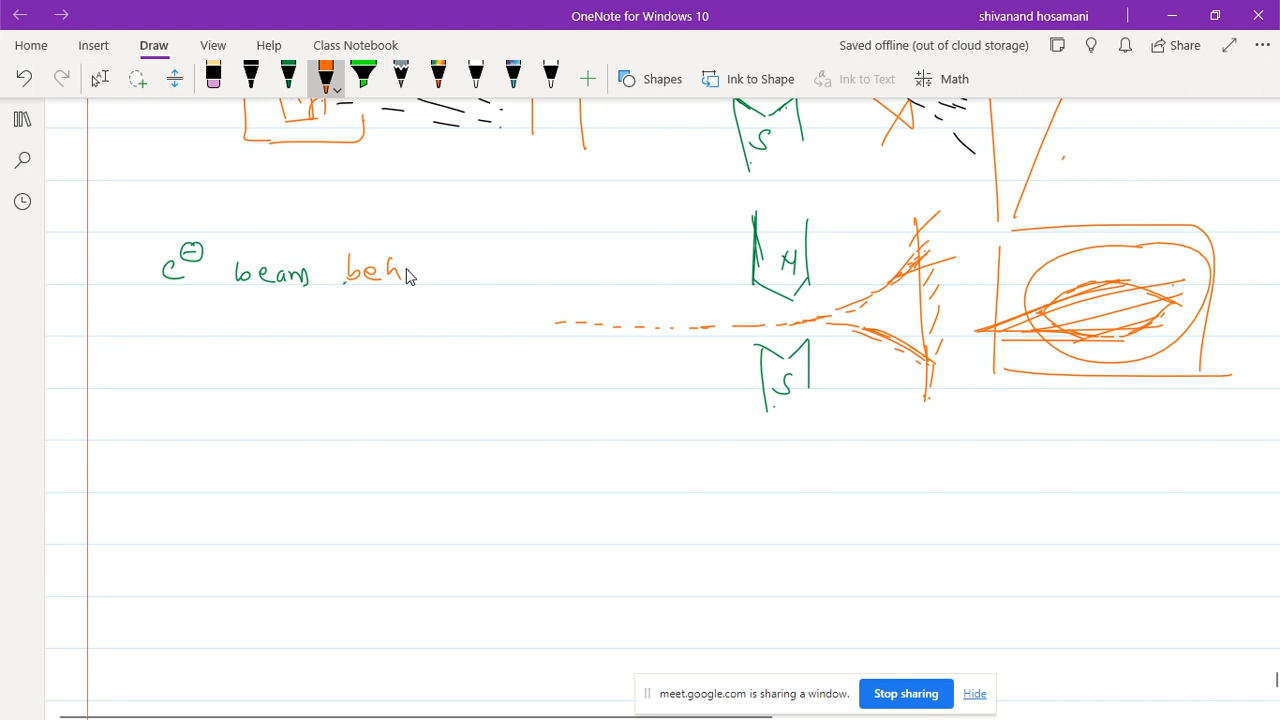 OneNote for Windows 10
shivanand hosamani
Home Insert Draw View Help Class Notebook
Saved offline (out of cloud storage)
Share
Shapes
Ink to Shape
Ink to Text
Math
S
N
e⊖ beam beh
S
meet.google.com is sharing a window.
Stop sharing
Hide